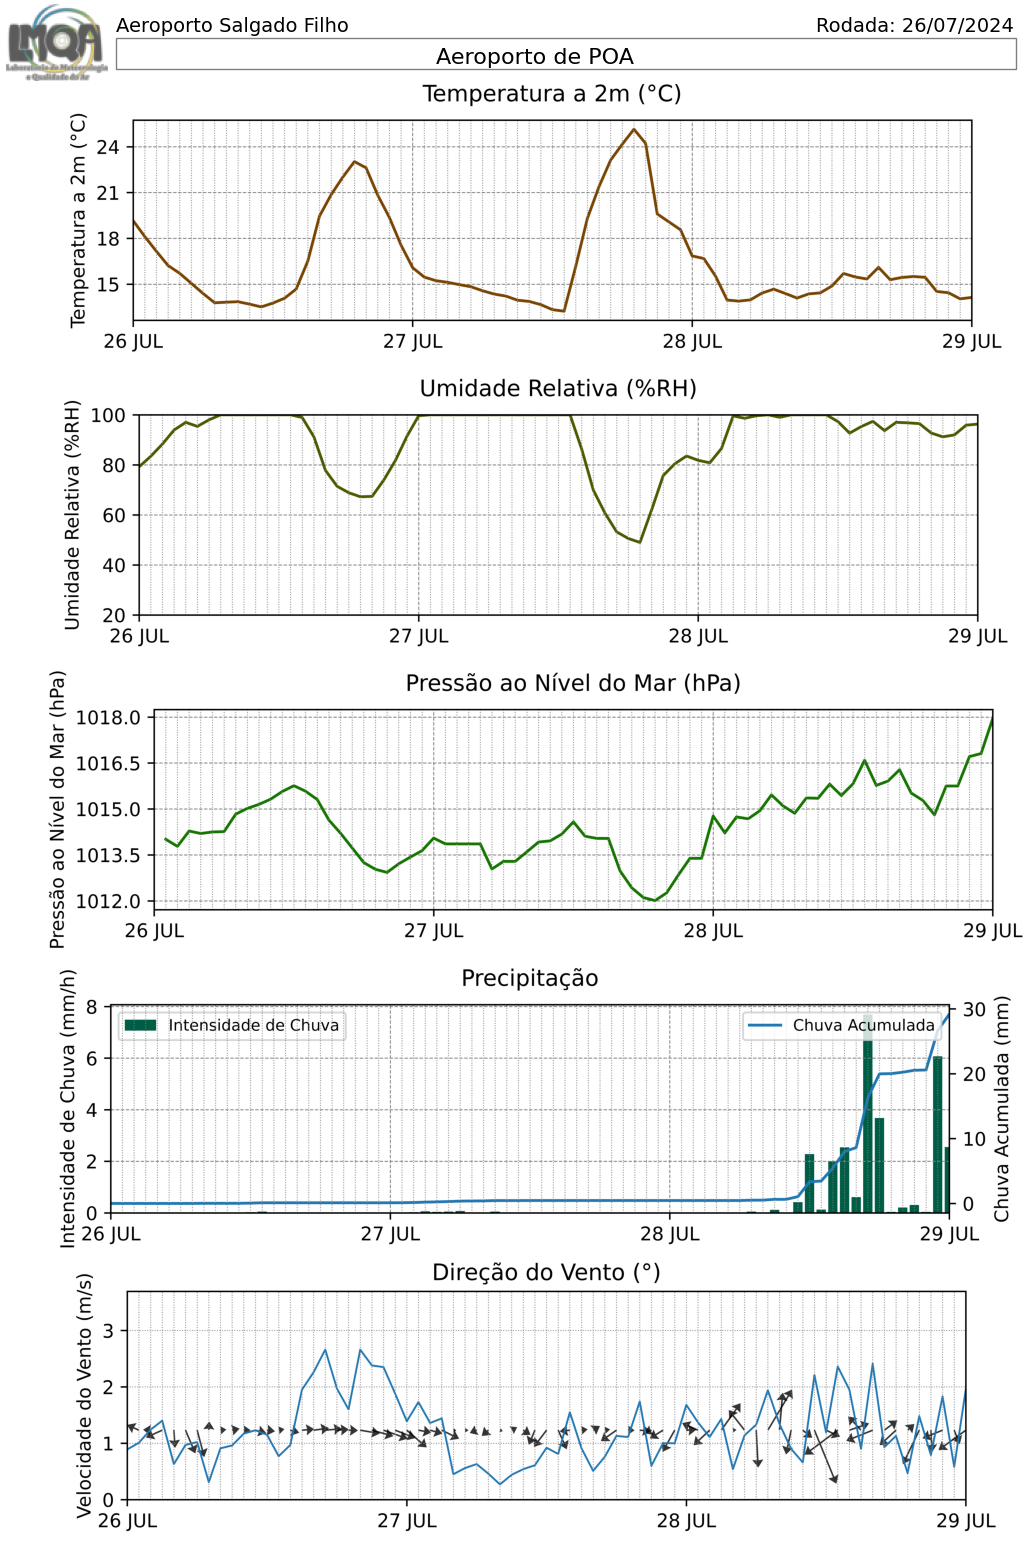 LMQA
Laboratório de Meteorologia
e Qualidade do Ar
Aeroporto Salgado Filho
Rodada: 26/07/2024
Aeroporto de POA
Temperatura a 2m (°C)
Temperatura a 2m (°C)
24
21
18
15
26 JUL 27 JUL 28 JUL 29 JUL
Umidade Relativa (%RH)
Umidade Relativa (%RH)
100
80
60
40
20
26 JUL 27 JUL 28 JUL 29 JUL
Pressão ao Nível do Mar (hPa)
Pressão ao Nível do Mar (hPa)
1018.0
1016.5
1015.0
1013.5
1012.0
26 JUL 27 JUL 28 JUL 29 JUL
Precipitação
Intensidade de Chuva (mm/h)
8
6
4
2
0
Intensidade de Chuva
Chuva Acumulada
30
20
10
0
Chuva Acumulada (mm)
26 JUL 27 JUL 28 JUL 29 JUL
Direção do Vento (°)
Velocidade do Vento (m/s)
3
2
1
0
26 JUL 27 JUL 28 JUL 29 JUL